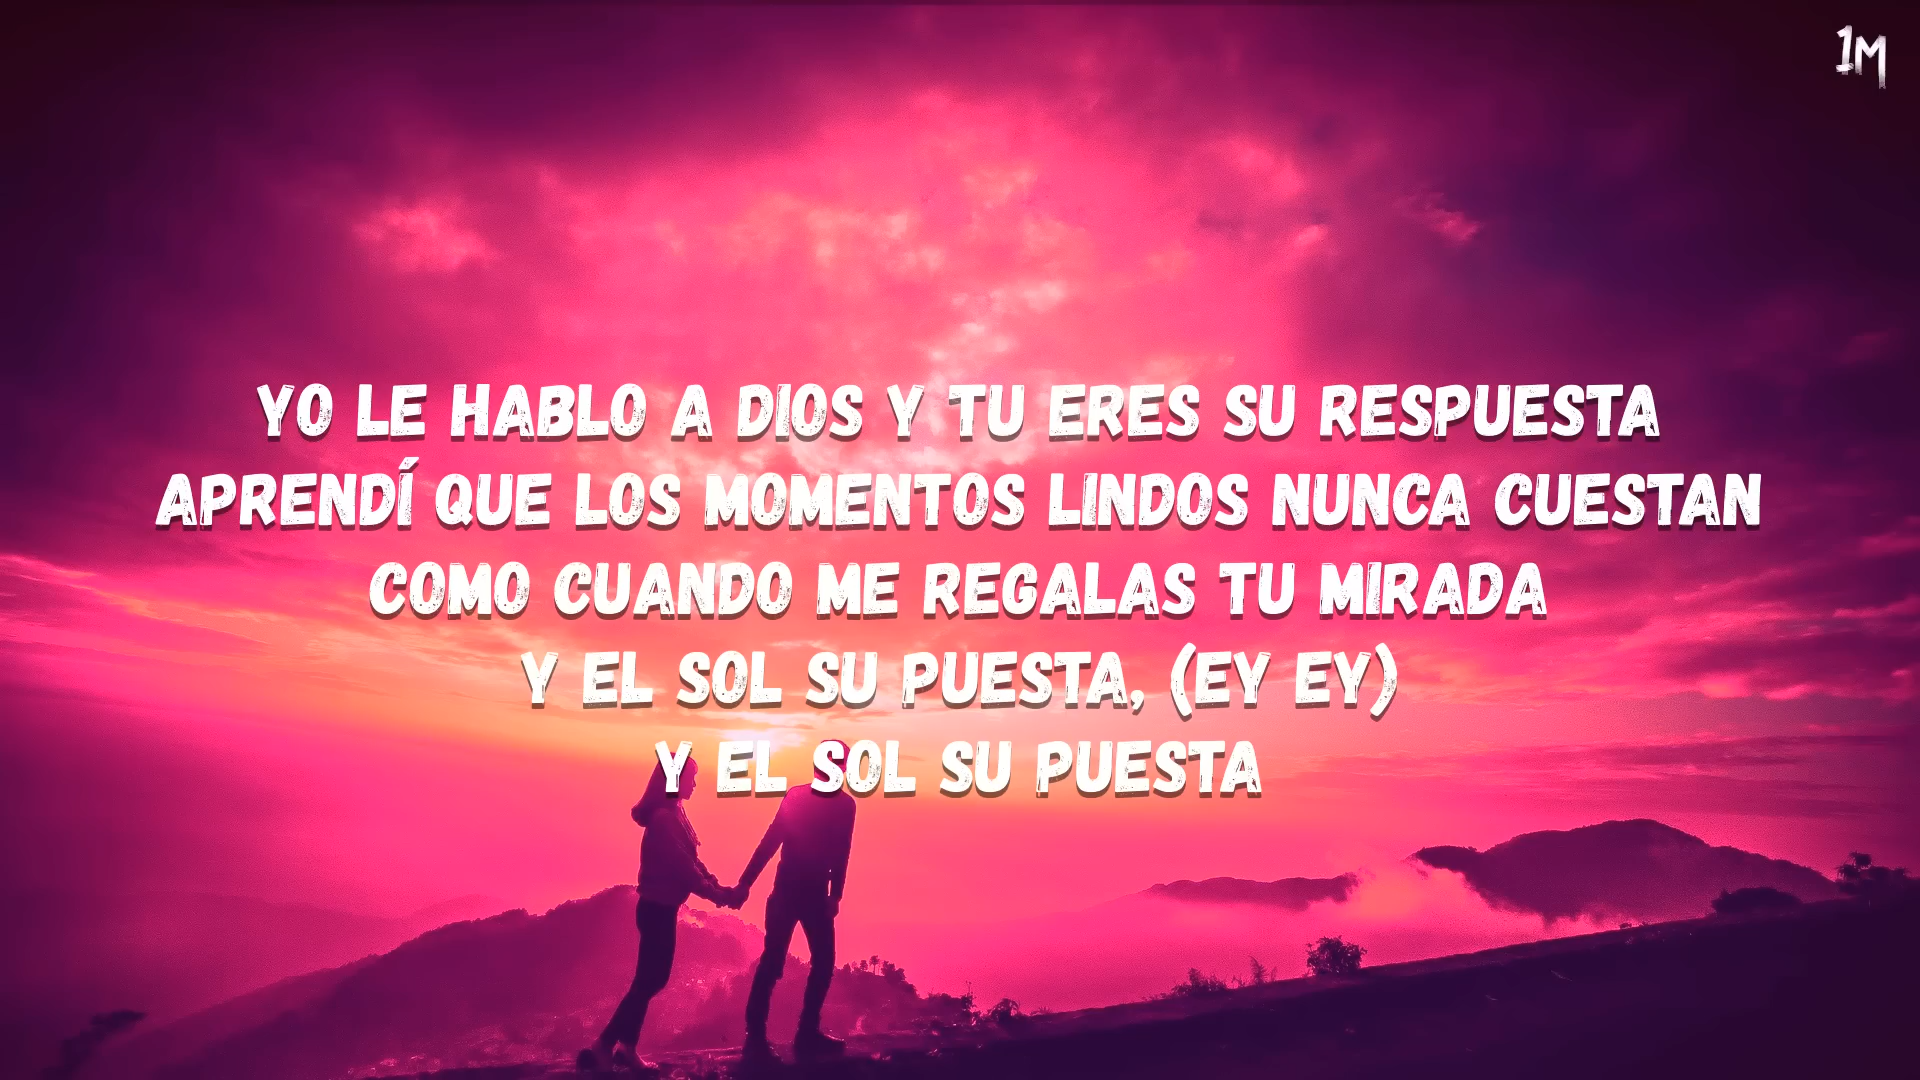 1M
YO LE HABLO A DIOS Y TU ERES SU RESPUESTA
APRENDÍ QUE LOS MOMENTOS LINDOS NUNCA CUESTAN
COMO CUANDO ME REGALAS TU MIRADA
Y EL SOL SU PUESTA, (EY EY)
Y EL SOL SU PUESTA